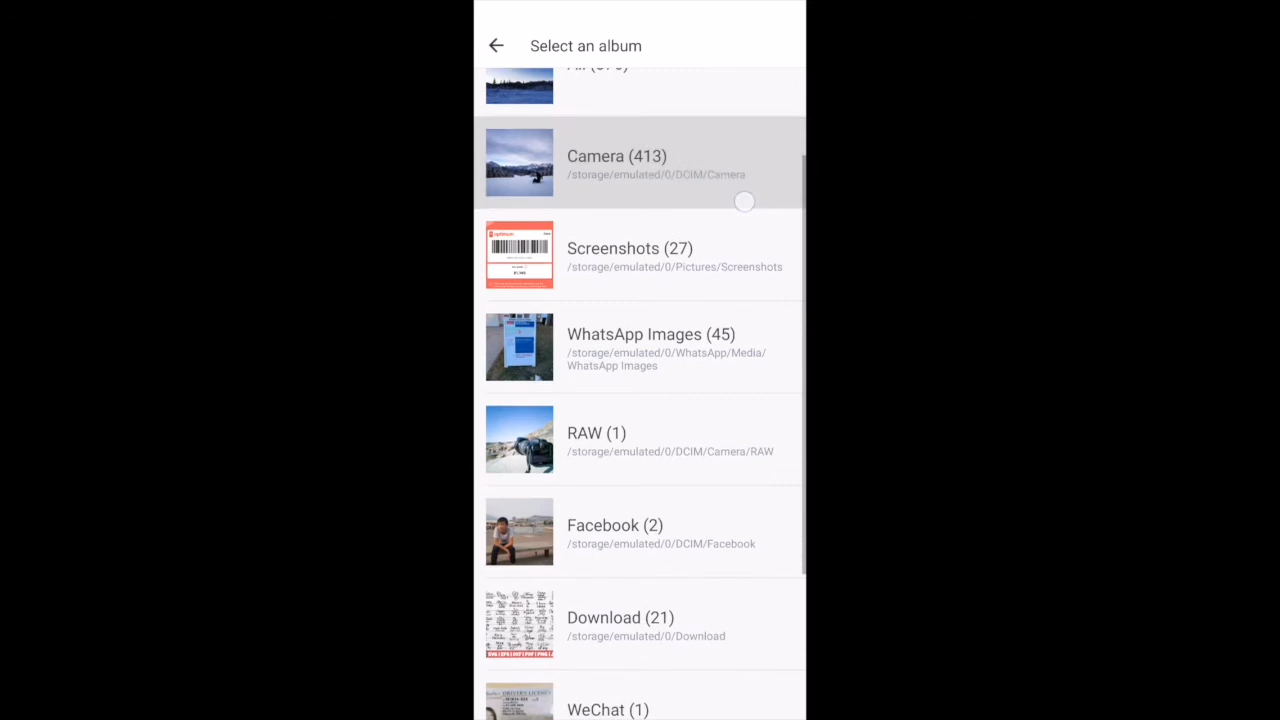 Select an album
Camera (413)
/storage/emulated/0/DCIM/Camera
Screenshots (27)
/storage/emulated/0/Pictures/Screenshots
WhatsApp Images (45)
/storage/emulated/0/WhatsApp/Media/
WhatsApp Images
RAW (1)
/storage/emulated/0/DCIM/Camera/RAW
Facebook (2)
/storage/emulated/0/DCIM/Facebook
Download (21)
/storage/emulated/0/Download
WeChat (1)